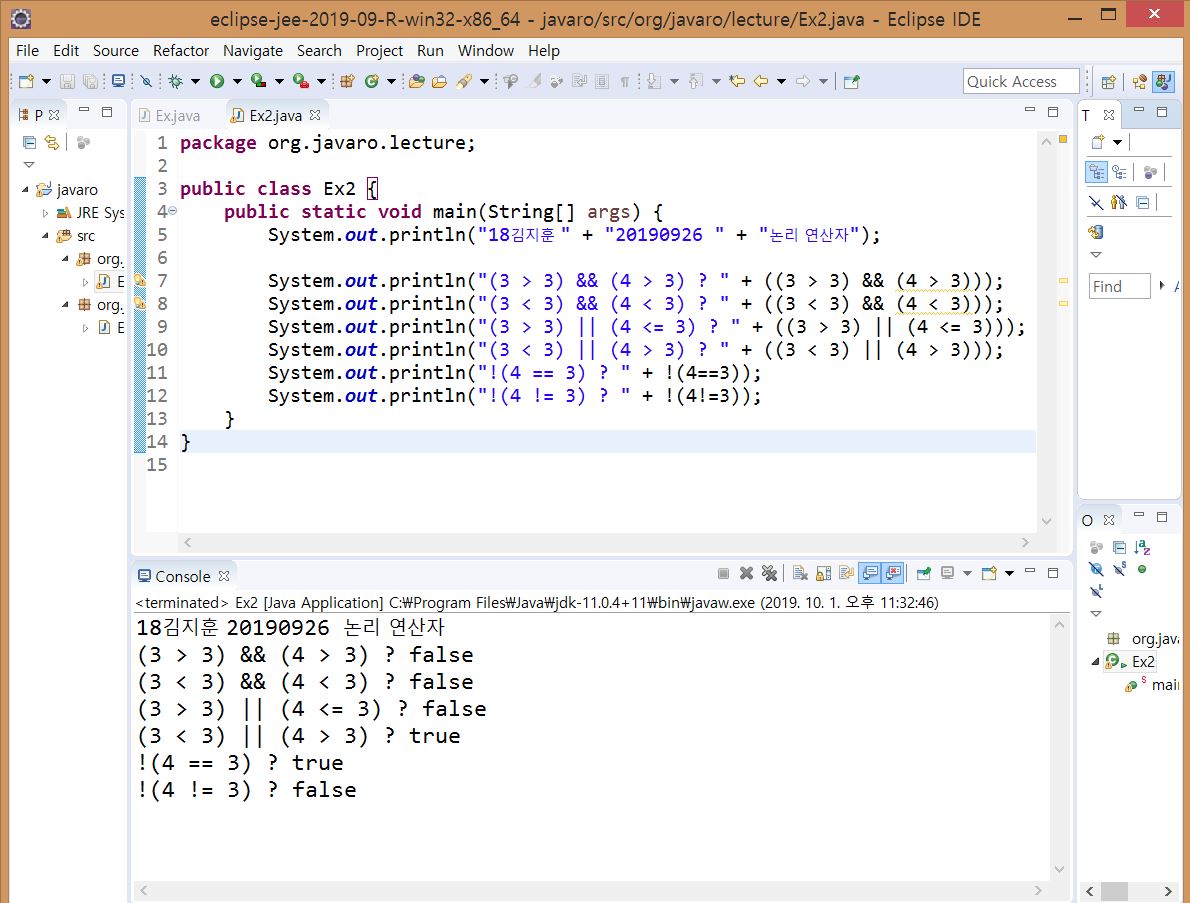 eclipse-jee-2019-09-R-win32-x86_64 - javaro/src/org/javaro/lecture/Ex2.java - Eclipse IDE
File Edit Source Refactor Navigate Search Project Run Window Help
Quick Access
P
javaro
JRE Sys
src
org.
E
org.
E
Ex.java Ex2.java
1 package org.javaro.lecture;
2
3 public class Ex2 {
4     public static void main(String[] args) {
5         System.out.println("18김지훈 " + "20190926 " + "논리 연산자");
6
7         System.out.println("(3 > 3) && (4 > 3) ? " + ((3 > 3) && (4 > 3)));
8         System.out.println("(3 < 3) && (4 < 3) ? " + ((3 < 3) && (4 < 3)));
9         System.out.println("(3 > 3) || (4 <= 3) ? " + ((3 > 3) || (4 <= 3)));
10         System.out.println("(3 < 3) || (4 > 3) ? " + ((3 < 3) || (4 > 3)));
11         System.out.println("!(4 == 3) ? " + !(4==3));
12         System.out.println("!(4 != 3) ? " + !(4!=3));
13     }
14 }
15
Console
<terminated> Ex2 [Java Application] C:₩Program Files₩Java₩jdk-11.0.4+11₩bin₩javaw.exe (2019. 10. 1. 오후 11:32:46)
18김지훈 20190926 논리 연산자
(3 > 3) && (4 > 3) ? false
(3 < 3) && (4 < 3) ? false
(3 > 3) || (4 <= 3) ? false
(3 < 3) || (4 > 3) ? true
!(4 == 3) ? true
!(4 != 3) ? false
T
Find
O
org.java
Ex2
main